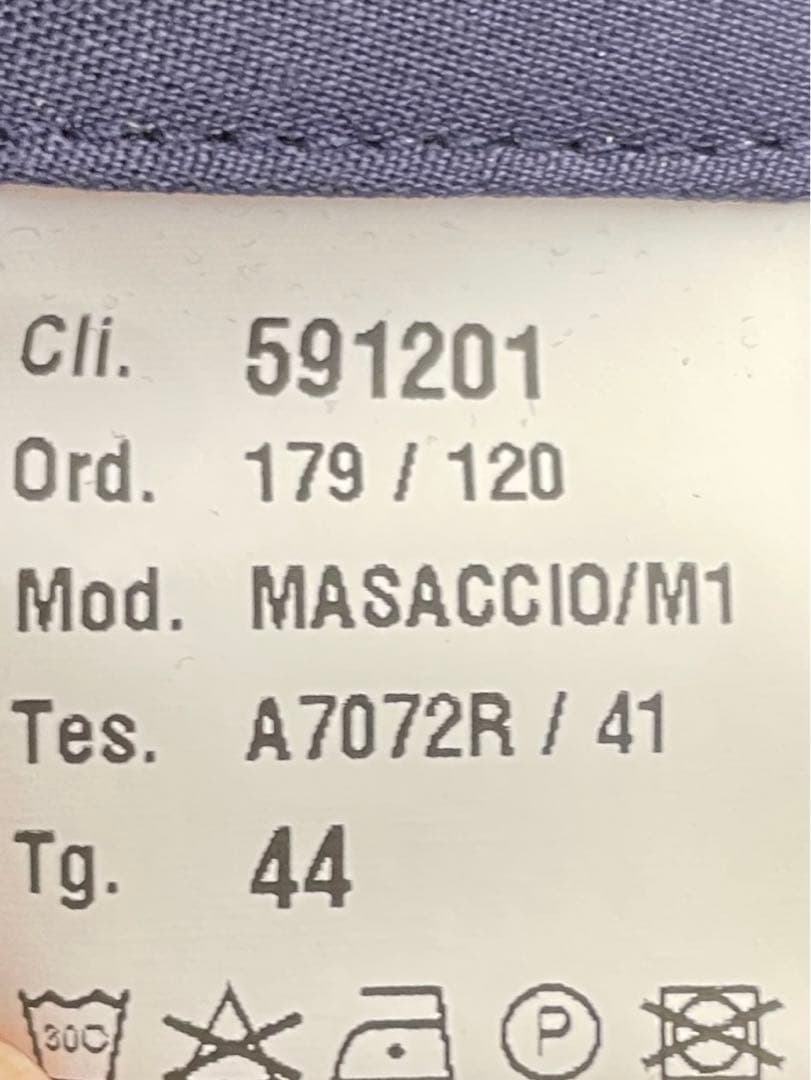 Cli. 591201
Ord. 179 / 120
Mod. MASACCIO/M1
Tes. A7072R / 41
Tg. 44
30C P